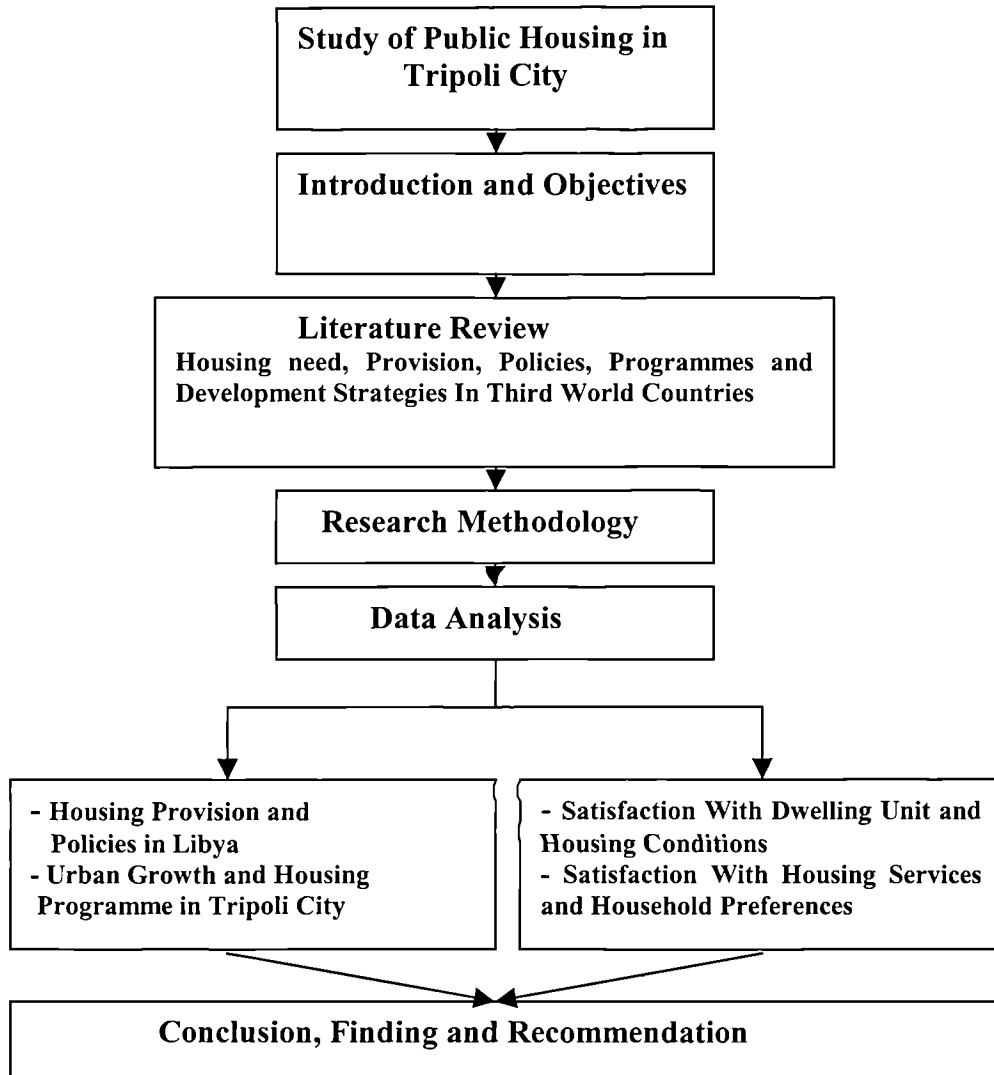 Study of Public Housing in
Tripoli City
Introduction and Objectives
Literature Review
Housing need, Provision, Policies, Programmes and
Development Strategies In Third World Countries
Research Methodology
Data Analysis
- Housing Provision and
Policies in Libya
- Urban Growth and Housing
Programme in Tripoli City
- Satisfaction With Dwelling Unit and
Housing Conditions
- Satisfaction With Housing Services
and Household Preferences
Conclusion, Finding and Recommendation